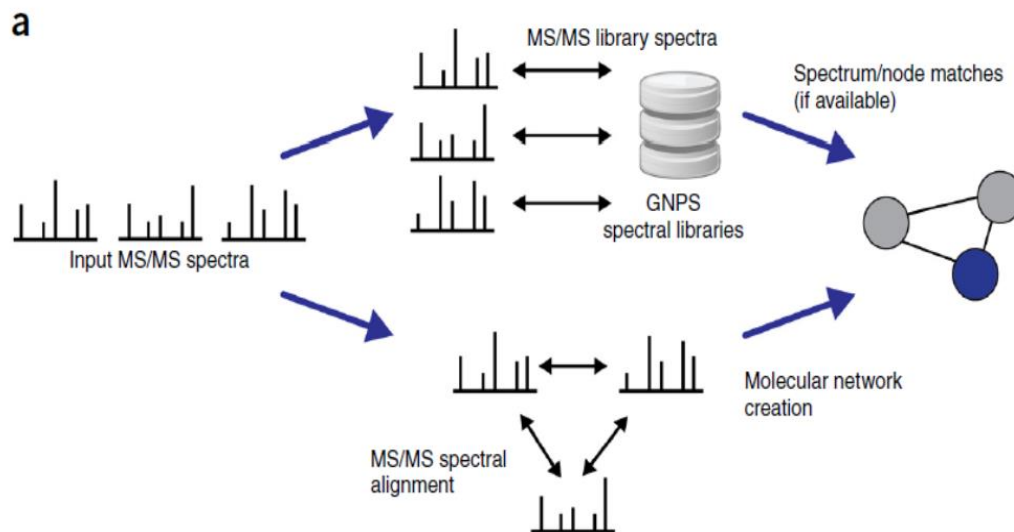 a
MS/MS library spectra
Spectrum/node matches
(if available)
GNPS
spectral libraries
Input MS/MS spectra
Molecular network
creation
MS/MS spectral
alignment